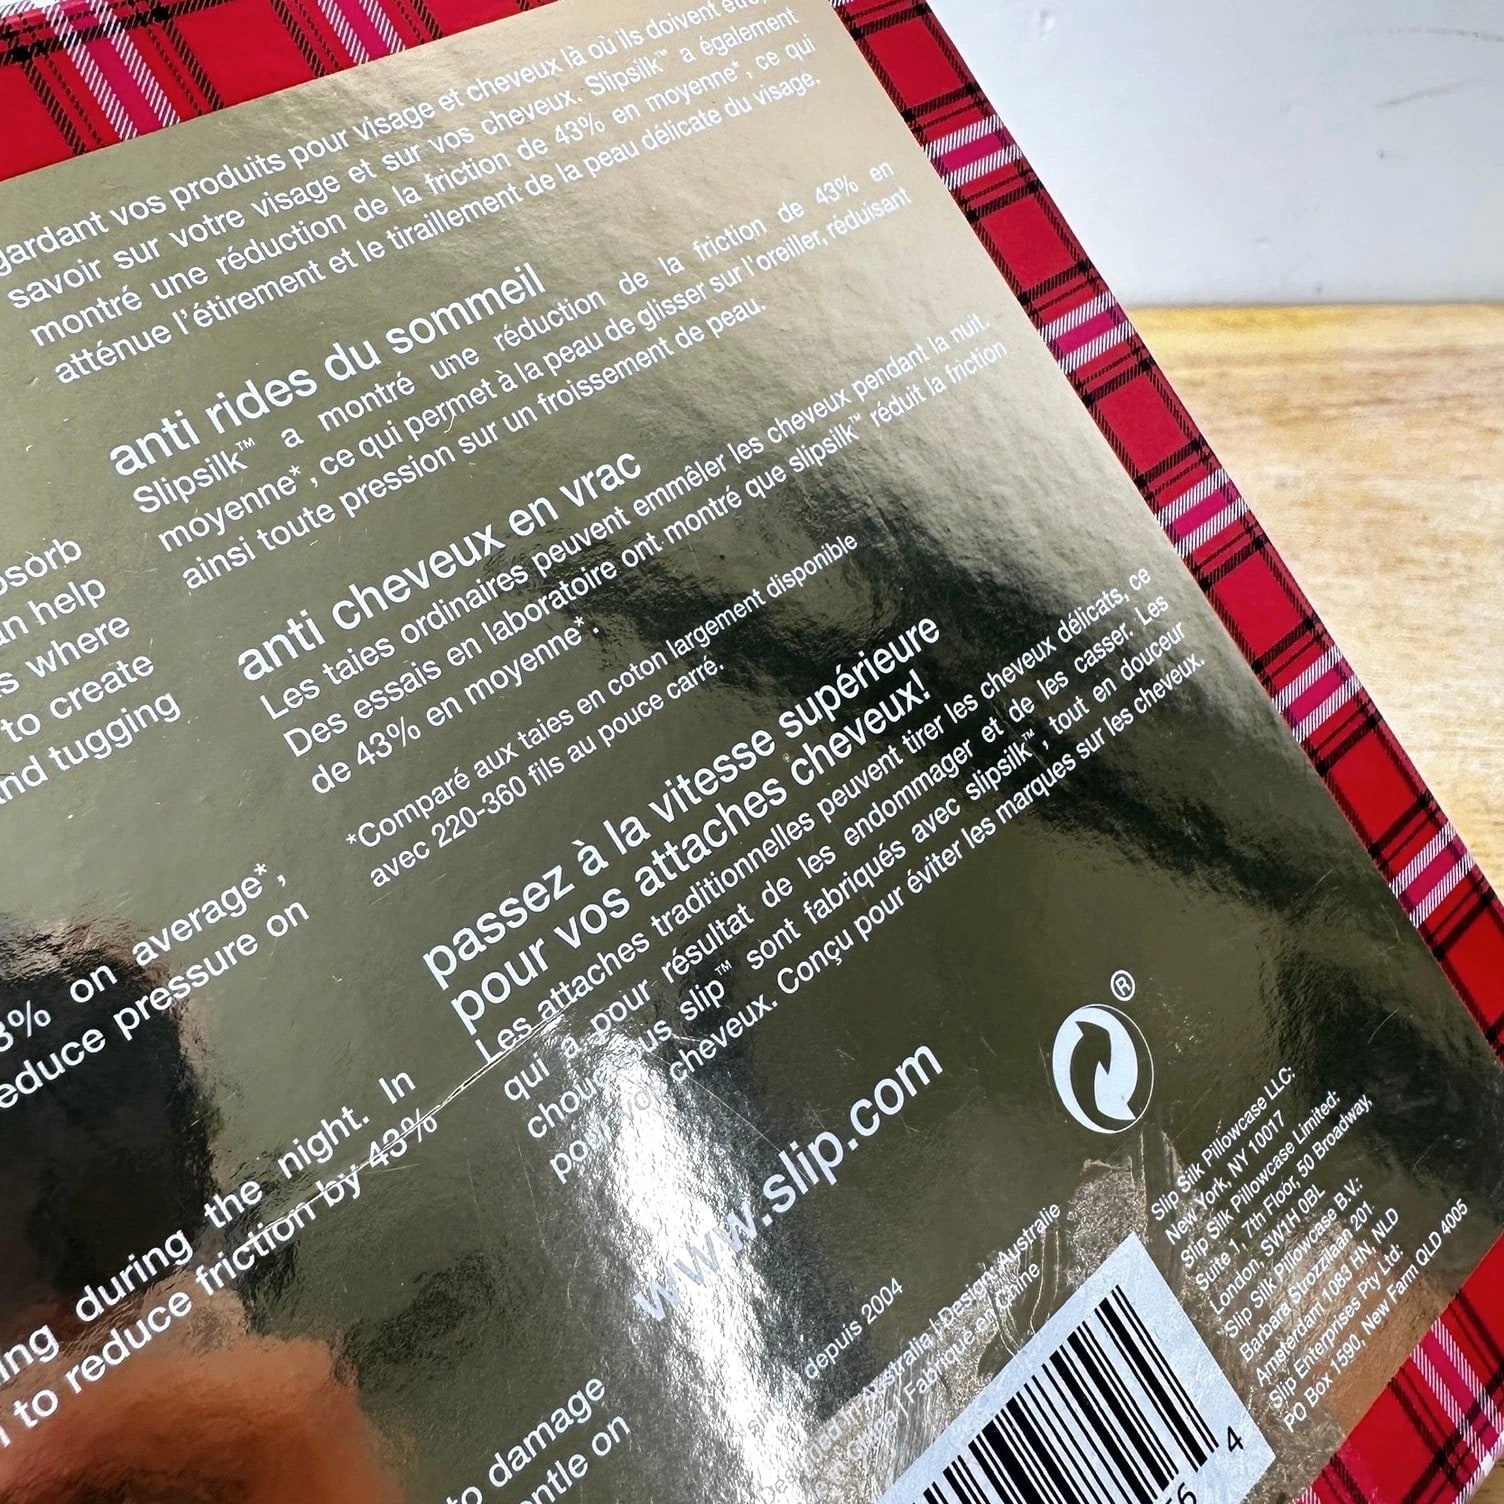 vos produits pour visage et cheveux là où ils doivent être,
savoir sur votre visage et sur vos cheveux. Slipsilk™ a également
montré une réduction de la friction de 43% en moyenne*, ce qui
atténue l'étirement et le tiraillement de la peau délicate du visage.
anti rides du sommeil
Slipsilk™ a montré une réduction de la friction de 43% en
moyenne*, ce qui permet à la peau de glisser sur l'oreiller, réduisant
ainsi toute pression sur un froissement de peau.
anti cheveux en vrac
Les taies ordinaires peuvent emmêler les cheveux pendant la nuit.
Des essais en laboratoire ont montré que slipsilk™ réduit la friction
de 43% en moyenne*.
*Comparé aux taies en coton largement disponible
avec 220-360 fils au pouce carré.
passez à la vitesse supérieure
pour vos attaches cheveux!
Les attaches traditionnelles peuvent tirer les cheveux délicats, ce
qui a pour résultat de les endommager et de les casser. Les
slip™ sont fabriqués avec slipsilk™, tout en douceur
pour vos cheveux. Conçu pour éviter les marques sur les cheveux.
www.slip.com
®
help
where
to create
tugging
on average*,
pressure on
during the night. In
to reduce friction by 43%
to damage
on
depuis 2004
in Australia | Design Australie
China | Fabriqué en Chine
Slip Silk Pillowcase LLC:
New York, NY 10017
Slip Silk Pillowcase Limited:
Suite 1, 7th Floor, 50 Broadway,
London, SW1H 0BL
Slip Silk Pillowcase B.V.:
Barbara Strozzilaan 201
Amsterdam 1083 HN, NLD
Slip Enterprises Pty Ltd:
PO Box 1590, New Farm QLD 4005
6 4